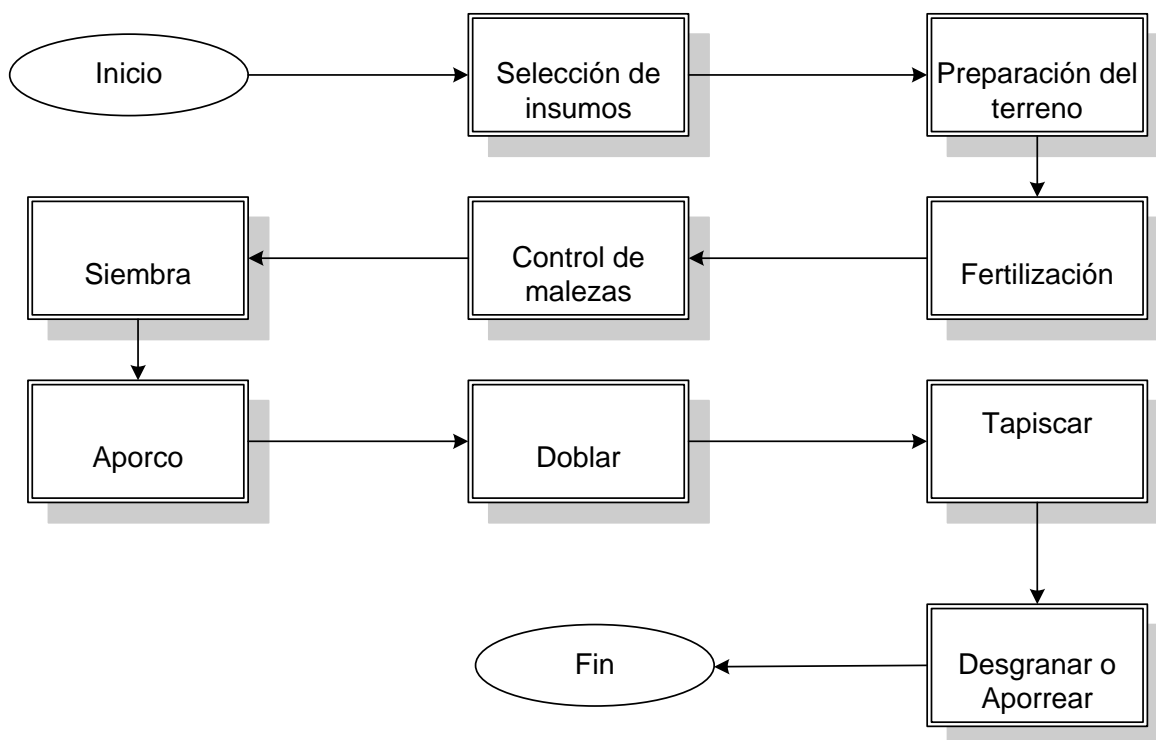 Inicio
Selección de
insumos
Preparación del
terreno
Siembra
Control de
malezas
Fertilización
Aporco
Doblar
Tapiscar
Fin
Desgranar o
Aporrear